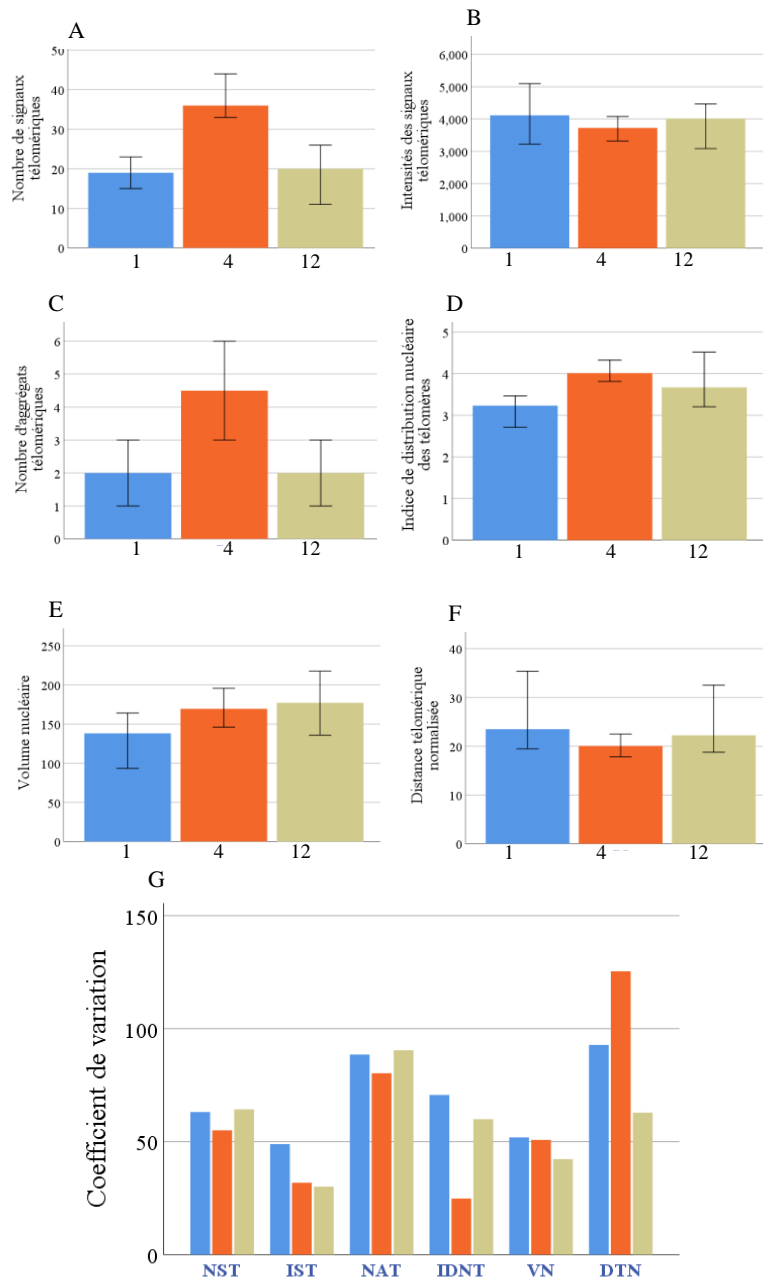 A
50
40
30
20
10
0
Nombre de signaux
télomériques
1 4 12
B
6,000
5,000
4,000
3,000
2,000
1,000
0
Intensités des signaux
télomériques
1 4 12
C
6
5
4
3
2
1
0
Nombre d'aggrégats
télomériques
1 4 12
D
5
4
3
2
1
0
Indice de distribution nucléaire
des télomères
1 4 12
E
250
200
150
100
50
0
Volume nucléaire
1 4 12
F
40
30
20
10
0
Distance télomérique
normalisée
1 4 12
G
150
100
50
0
Coefficient de variation
NST IST NAT IDNT VN DTN